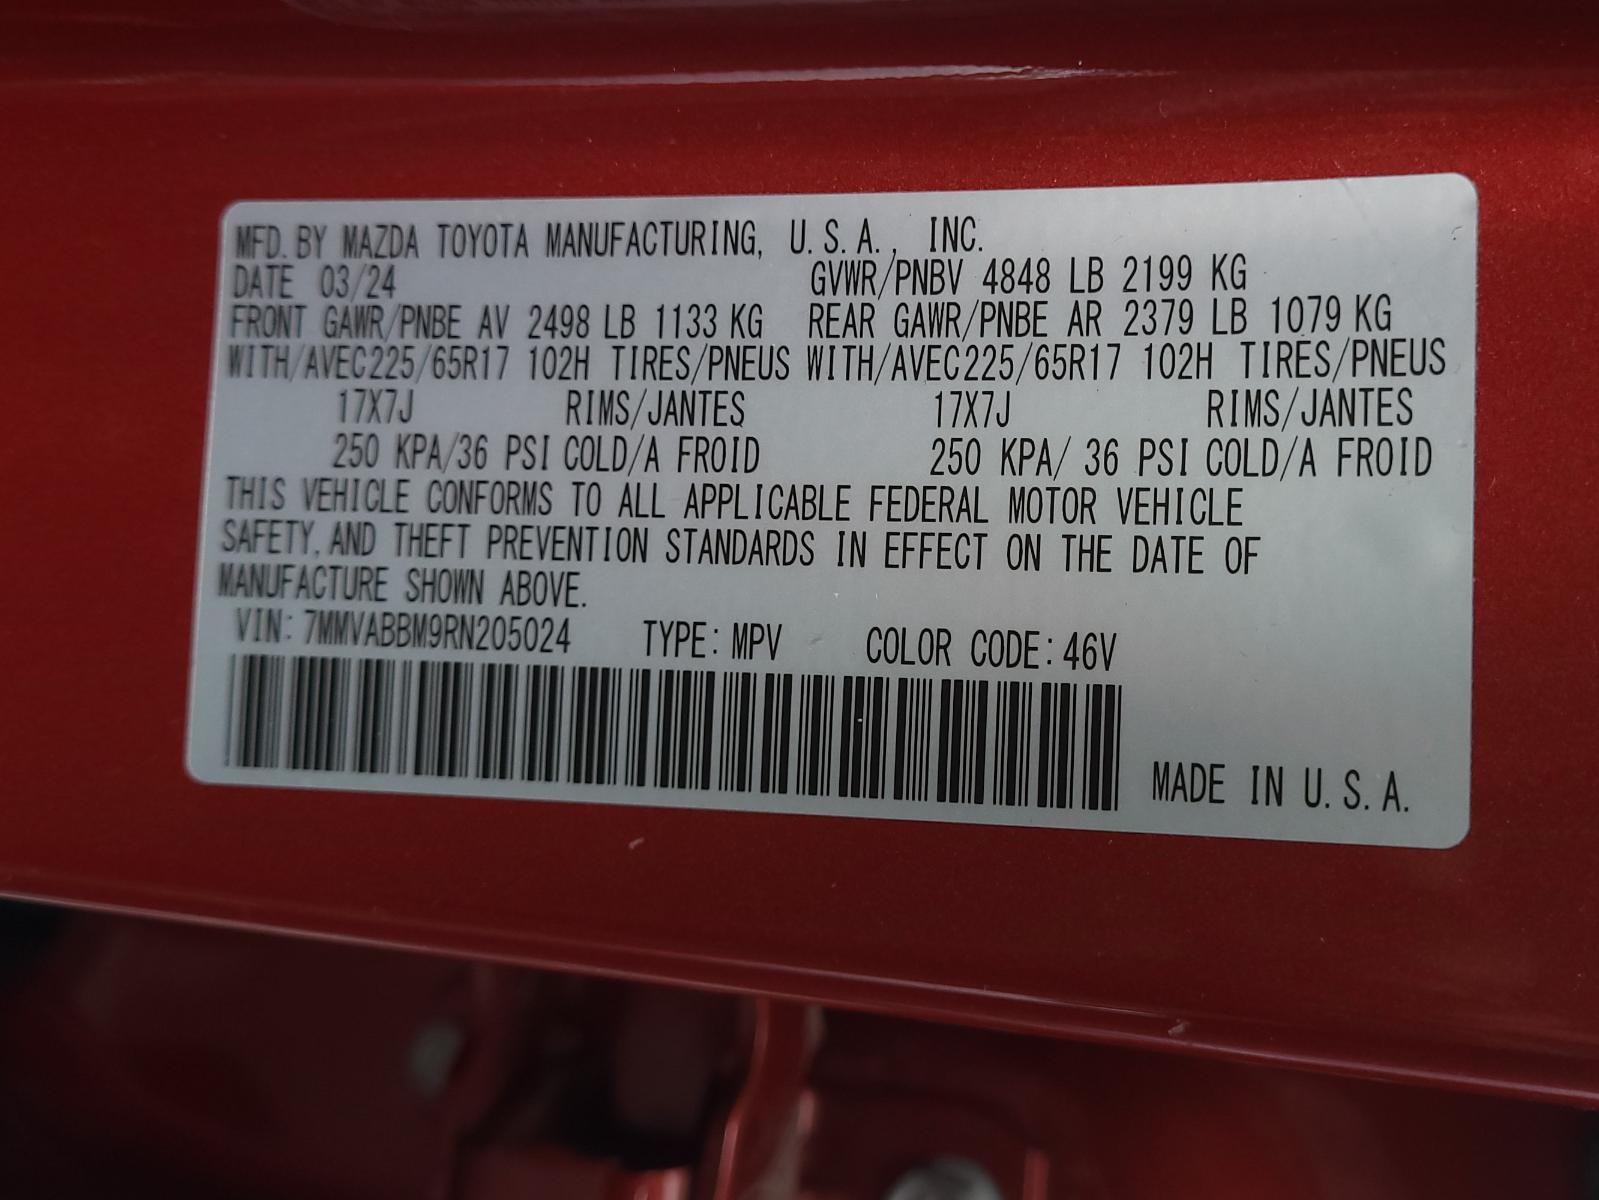 MFD. BY MAZDA TOYOTA MANUFACTURING, U.S.A., INC.
DATE 03/24 GVWR/PNBV 4848 LB 2199 KG
FRONT GAWR/PNBE AV 2498 LB 1133 KG REAR GAWR/PNBE AR 2379 LB 1079 KG
WITH/AVEC225/65R17 102H TIRES/PNEUS WITH/AVEC225/65R17 102H TIRES/PNEUS
17X7J RIMS/JANTES 17X7J RIMS/JANTES
250 KPA/36 PSI COLD/A FROID 250 KPA/ 36 PSI COLD/A FROID
THIS VEHICLE CONFORMS TO ALL APPLICABLE FEDERAL MOTOR VEHICLE
SAFETY, AND THEFT PREVENTION STANDARDS IN EFFECT ON THE DATE OF
MANUFACTURE SHOWN ABOVE.
VIN: 7MMVABBM9RN205024 TYPE: MPV COLOR CODE: 46V
MADE IN U.S.A.